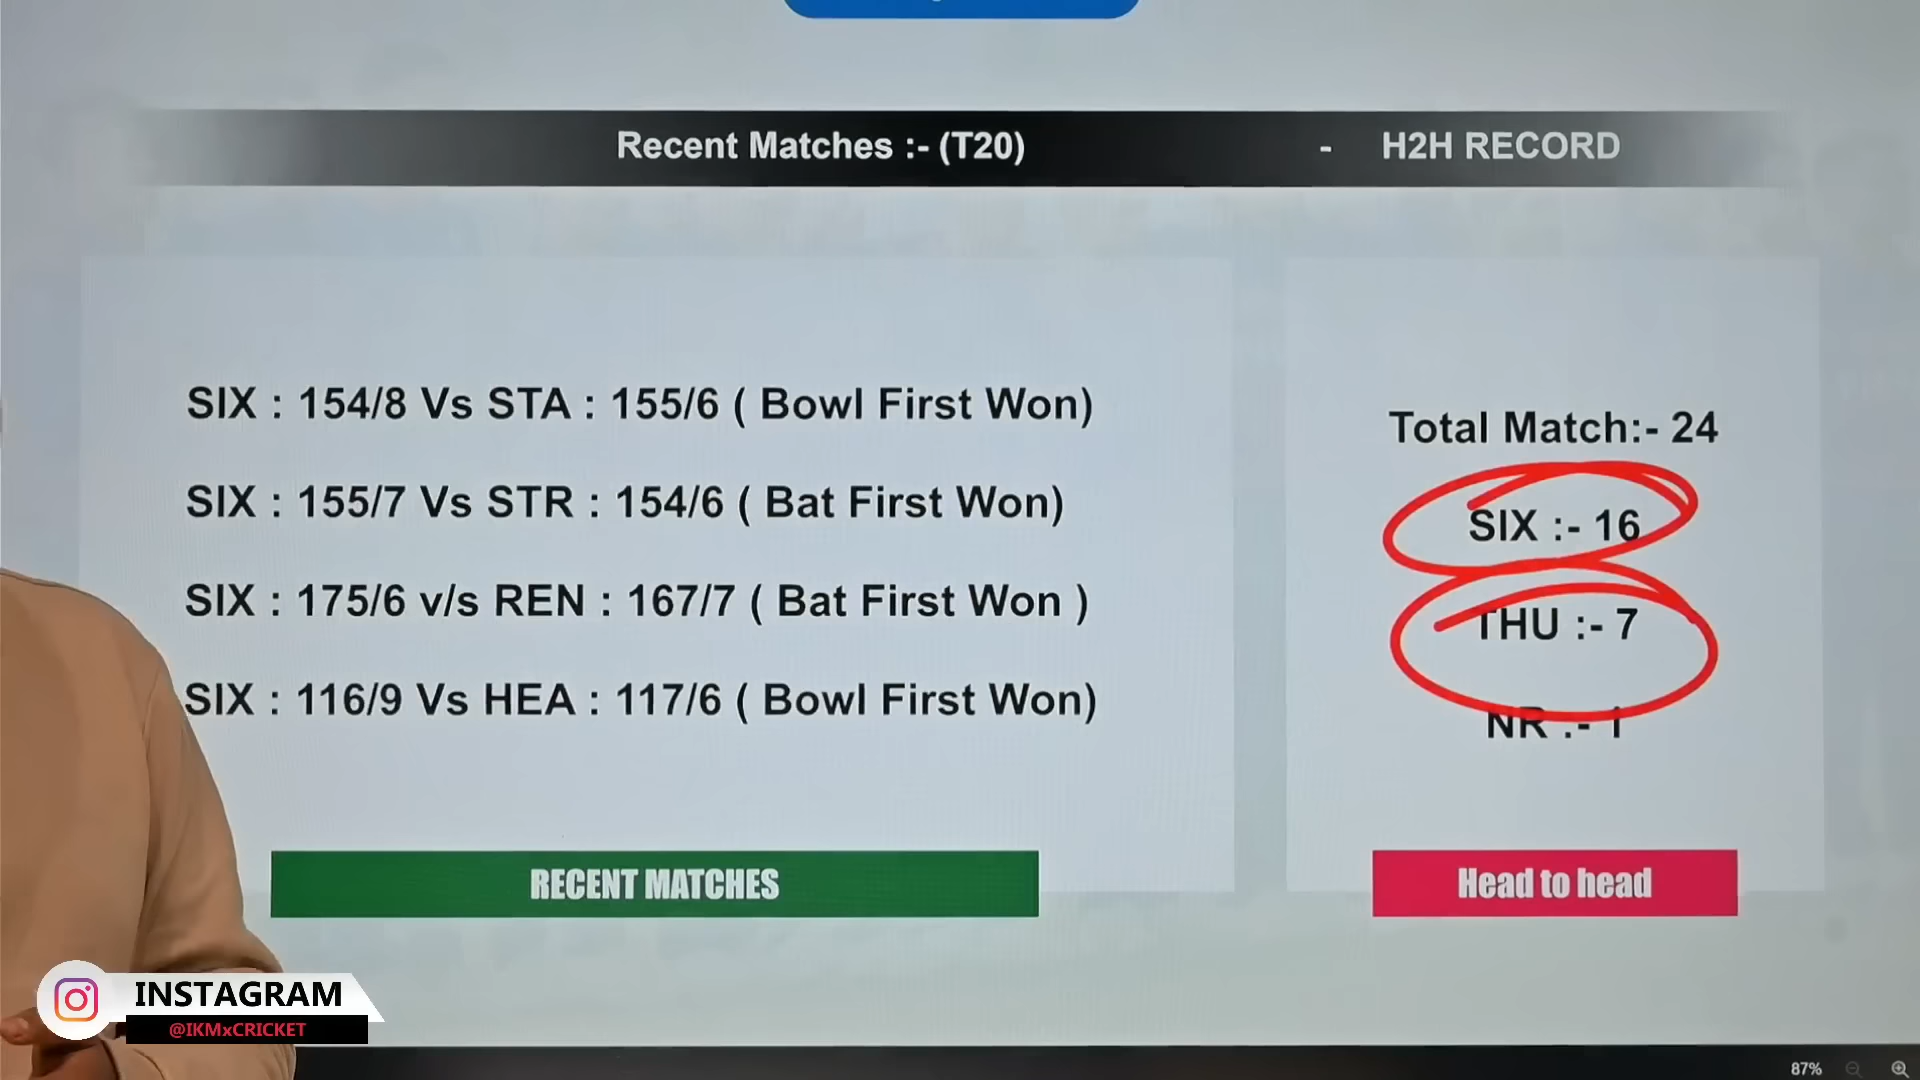 Recent Matches :- (T20) - H2H RECORD
SIX : 154/8 Vs STA : 155/6 ( Bowl First Won)
SIX : 155/7 Vs STR : 154/6 ( Bat First Won)
SIX : 175/6 v/s REN : 167/7 ( Bat First Won )
SIX : 116/9 Vs HEA : 117/6 ( Bowl First Won)
RECENT MATCHES
Total Match:- 24
SIX :- 16
THU :- 7
NR :- 1
Head to head
INSTAGRAM
@IKMxCRICKET
87%